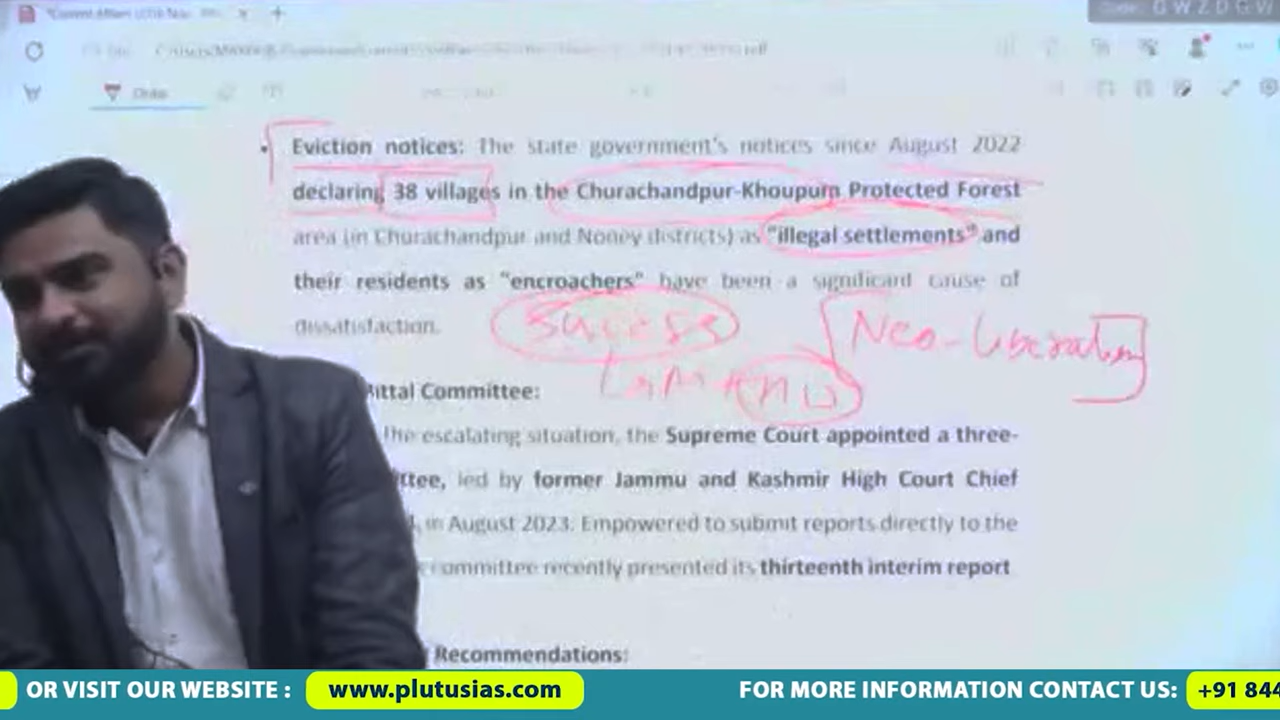 Code: G W Z D G W
Draw
Eviction notices: The state government's notices since August 2022
declaring 38 villages in the Churachandpur-Khoupum Protected Forest
area (in Churachandpur and Noney districts) as "illegal settlements" and
their residents as "encroachers" have been a significant cause of
dissatisfaction.
Neo-liberal
ittal Committee:
the escalating situation, the Supreme Court appointed a three-
ttee, led by former Jammu and Kashmir High Court Chief
in August 2023. Empowered to submit reports directly to the
committee recently presented its thirteenth interim report
Recommendations:
OR VISIT OUR WEBSITE : www.plutusias.com FOR MORE INFORMATION CONTACT US: +91 844